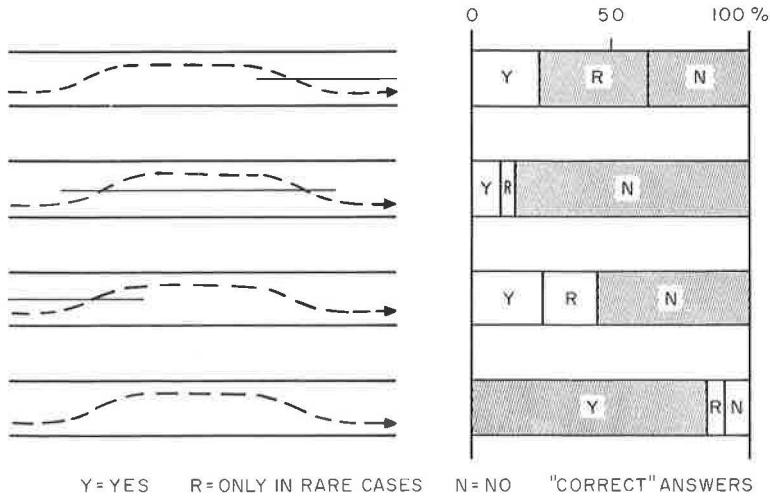 0 50 100 %
Y R N
Y R N
Y R N
Y R N
Y=YES R=ONLY IN RARE CASES N=NO "CORRECT" ANSWERS